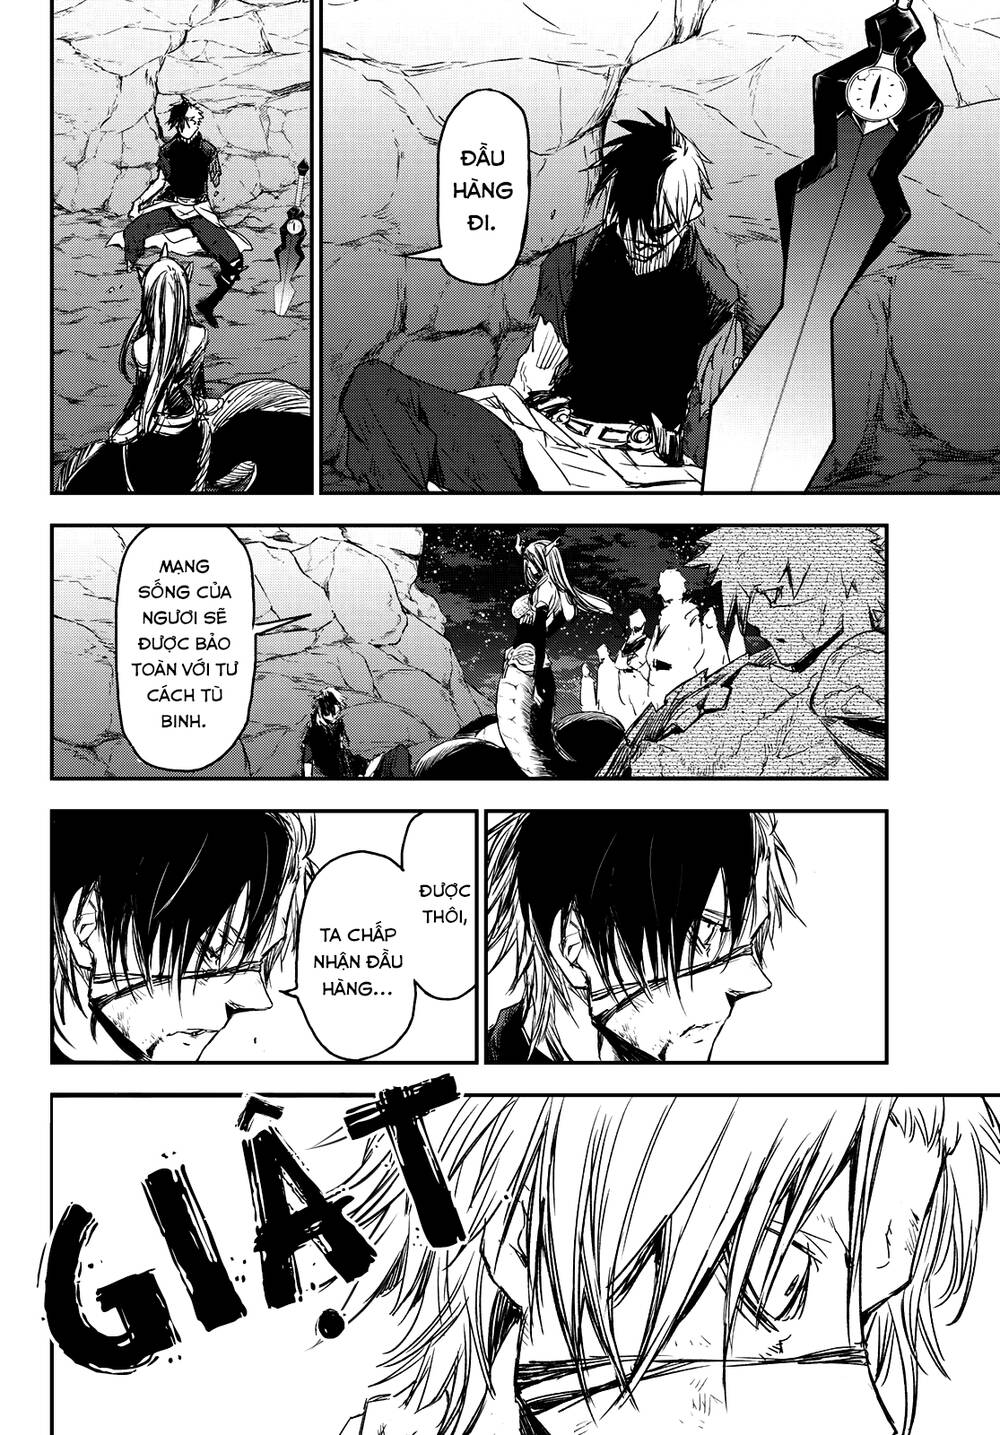 ĐẦU
HÀNG
ĐI.
MẠNG
SỐNG CỦA
NGƯƠI SẼ
ĐƯỢC BẢO
TOÀN VỚI TƯ
CÁCH TÙ
BINH.
ĐƯỢC
THÔI,
TA CHẤP
NHẬN ĐẦU
HÀNG...
GIẬT